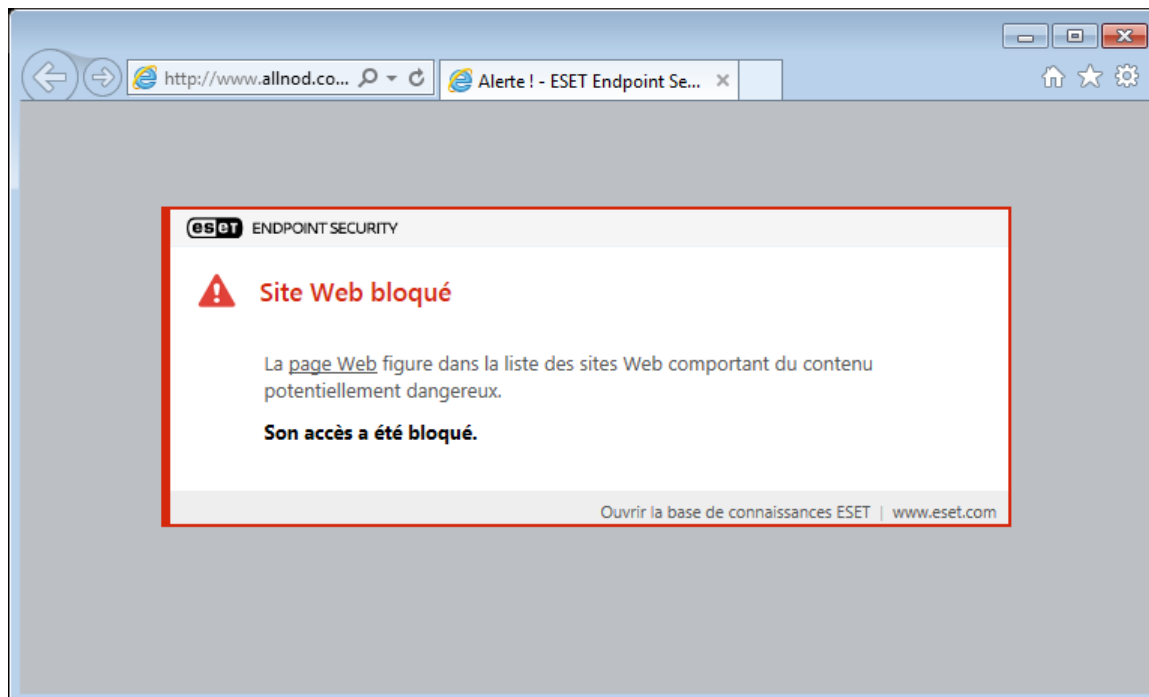 http://www.allnod.co...
Alerte ! - ESET Endpoint Se...
eset ENDPOINT SECURITY
Site Web bloqué
La page Web figure dans la liste des sites Web comportant du contenu
potentiellement dangereux.
Son accès a été bloqué.
Ouvrir la base de connaissances ESET | www.eset.com